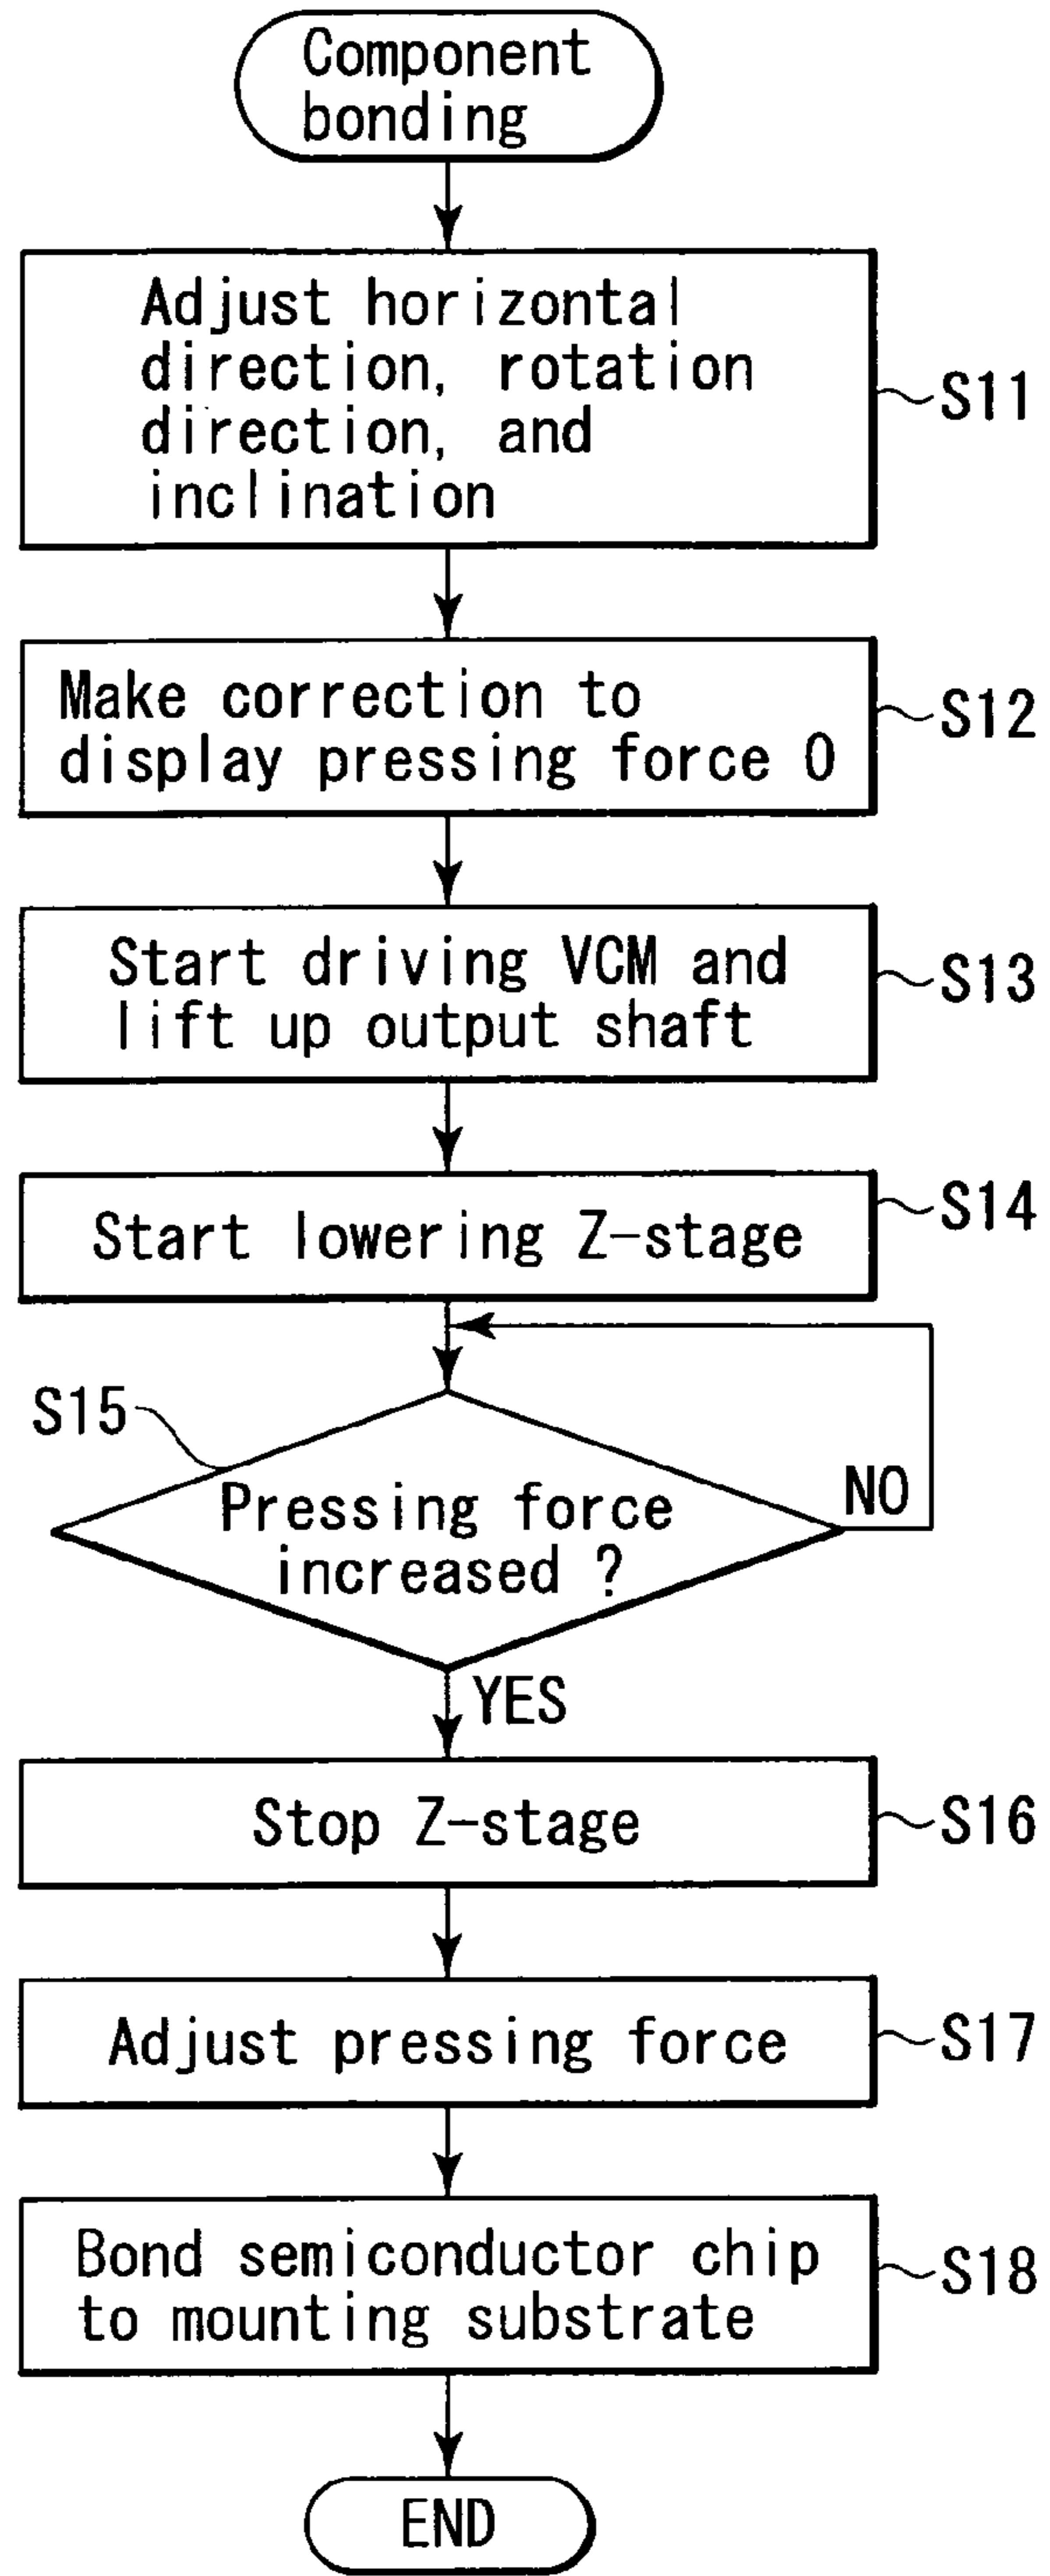 Component
bonding
Adjust horizontal
direction, rotation
direction, and
inclination
S11
Make correction to
display pressing force 0
S12
Start driving VCM and
lift up output shaft
S13
Start lowering Z-stage
S14
S15
Pressing force
increased ?
NO
YES
Stop Z-stage
S16
Adjust pressing force
S17
Bond semiconductor chip
to mounting substrate
S18
END